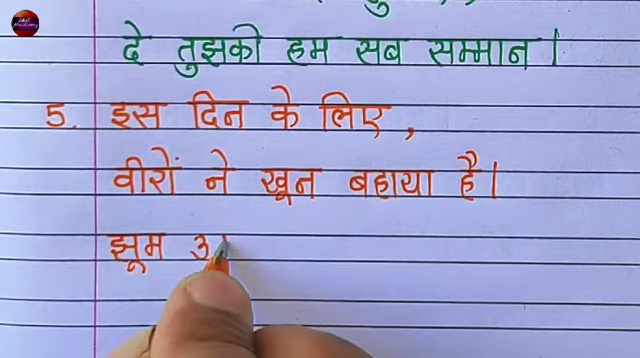 दे तुझको हम सब सम्मान।
5. इस दिन के लिए,
वीरों ने खून बहाया है।
झूम